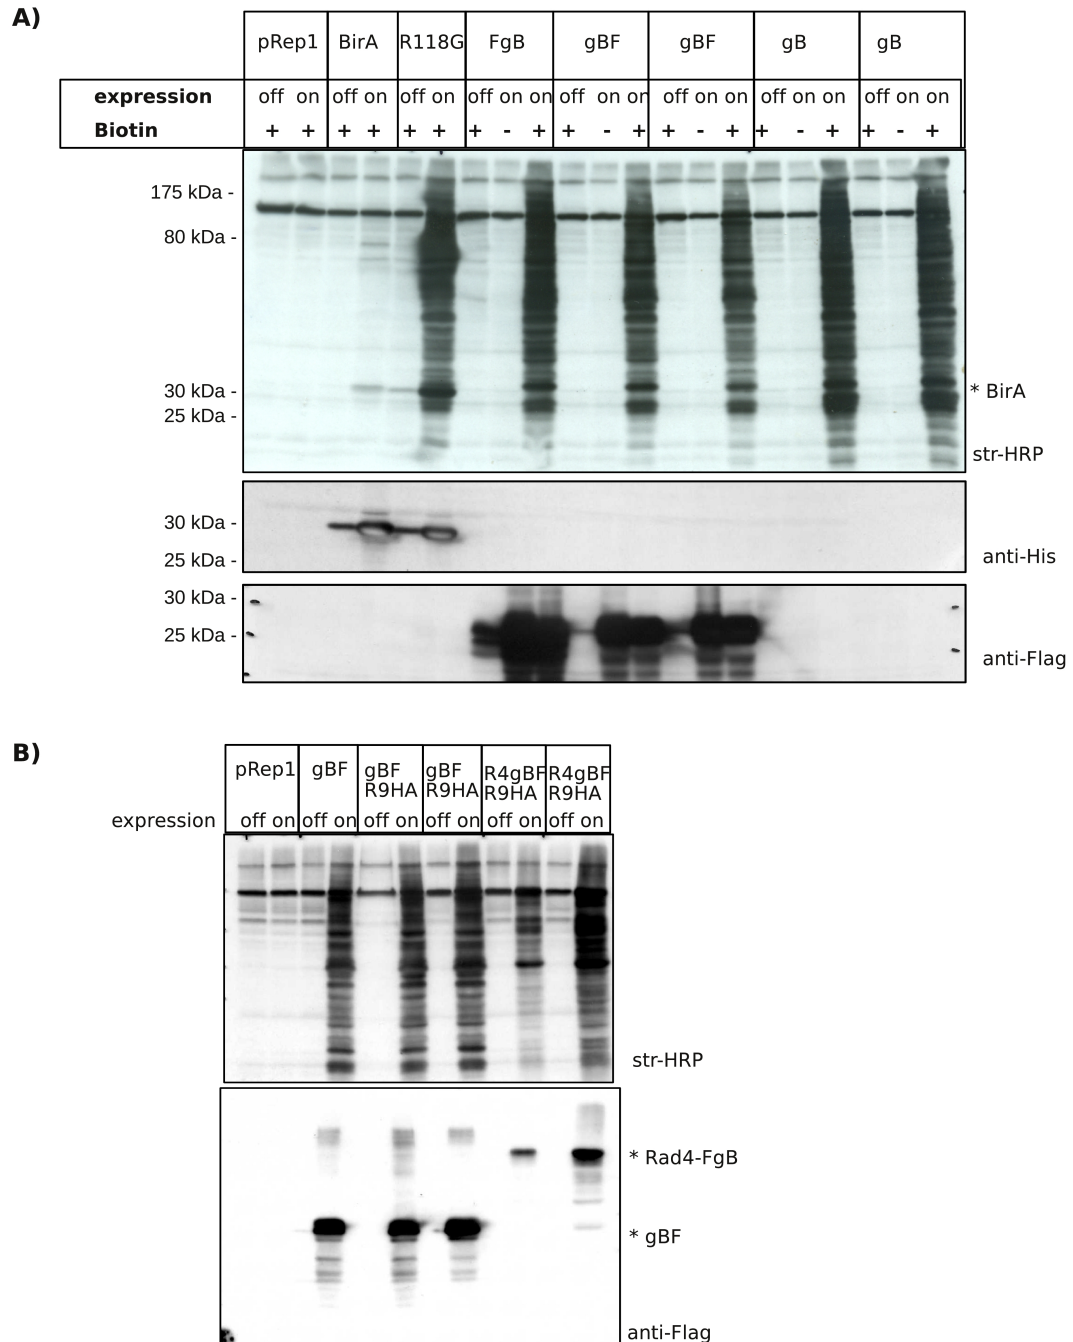 A)
pRep1 BirA R118G FgB gBF gBF gB gB
expression off on off on off on off on on off on on off on on off on on off on on
Biotin + + + + + + + - + + - + + - + + - + + - +
175 kDa -
80 kDa -
30 kDa - * BirA
25 kDa -
str-HRP
30 kDa -
25 kDa - anti-His
30 kDa -
25 kDa -
anti-Flag
B)
pRep1 gBF gBF gBF R4gBF R4gBF
R9HA R9HA R9HA R9HA
expression off on off on off on off on off on off on
str-HRP
* Rad4-FgB
* gBF
anti-Flag